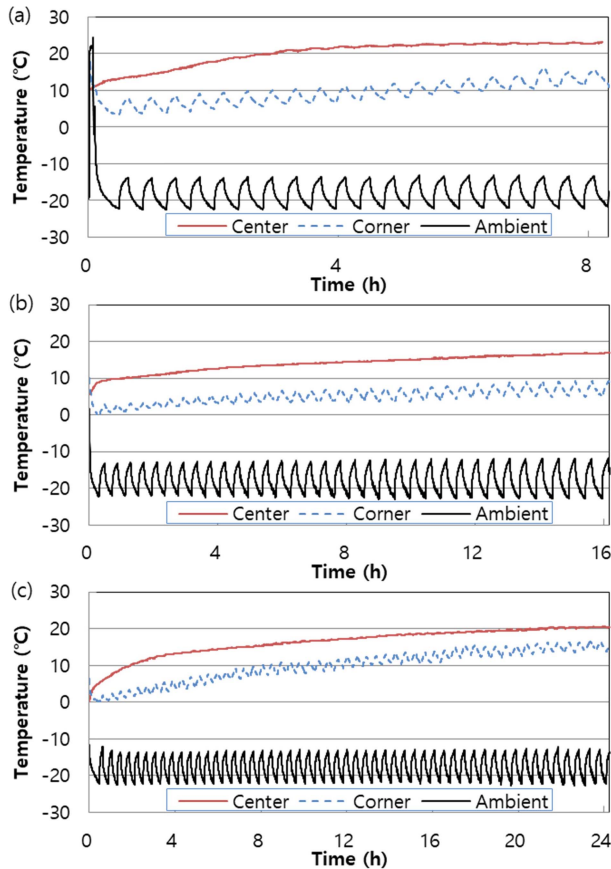 (a)
30
20
10
0
-10
-20
-30
Temperature (℃)
Center Corner Ambient
0 4 8
Time (h)
(b)
30
20
10
0
-10
-20
-30
Temperature (℃)
Center Corner Ambient
0 4 8 12 16
Time (h)
(c)
30
20
10
0
-10
-20
-30
Temperature (℃)
Center Corner Ambient
0 4 8 12 16 20 24
Time (h)